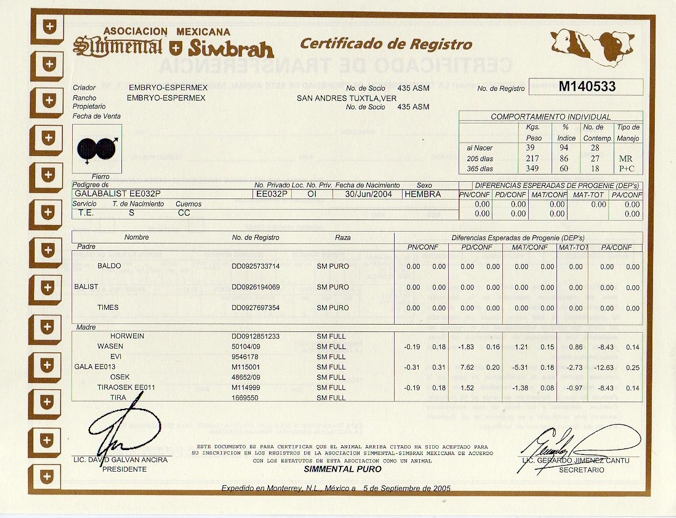 ASOCIACION MEXICANA
Simmental Simbrah
Certificado de Registro
Criador EMBRYO-ESPERMEX No. de Socio 435 ASM No. de Registro M140533
Rancho EMBRYO-ESPERMEX SAN ANDRES TUXTLA,VER
Propietario No. de Socio 435 ASM
Fecha de Venta
COMPORTAMIENTO INDIVIDUAL
Kgs. % No. de Tipo de
Peso Indice Contemp. Manejo
al Nacer 39 94 28
205 dias 217 86 27 MR
365 dias 349 60 18 P+C
Fierro
Pedigree de No. Privado Loc. No. Priv. Fecha de Nacimiento Sexo DIFERENCIAS ESPERADAS DE PROGENIE (DEP's)
GALABALIST EE032P EE032P OI 30/Jun/2004 HEMBRA PN/CONF PD/CONF MAT/CONF MAT-TOT PA/CONF
Servicio T. de Nacimiento Cuernos 0.00 0.00 0.00 0.00 0.00
T.E. S CC 0.00 0.00 0.00 0.00
Nombre No. de Registro Raza Diferencias Esperadas de Progenie (DEP's)
Padre PN/CONF PD/CONF MAT/CONF MAT-TOT PA/CONF
BALDO DD0925733714 SM PURO 0.00 0.00 0.00 0.00 0.00 0.00 0.00 0.00 0.00
BALIST DD0926194069 SM PURO 0.00 0.00 0.00 0.00 0.00 0.00 0.00 0.00 0.00
TIMES DD0927697354 SM PURO 0.00 0.00 0.00 0.00 0.00 0.00 0.00 0.00 0.00
Madre
HORWEIN DD0912851233 SM FULL
WASEN 50104/09 SM FULL -0.19 0.18 -1.83 0.16 1.21 0.15 0.86 -8.43 0.14
EVI 9546178 SM FULL
GALA EE013 M115001 SM FULL -0.31 0.31 7.62 0.20 -5.31 0.18 -2.73 -12.63 0.25
OSEK 48652/09 SM FULL
TIRAOSEK EE011 M114999 SM FULL -0.19 0.18 1.52 -1.38 0.08 -0.97 -8.43 0.14
TIRA 1669550 SM FULL
ESTE DOCUMENTO ES PARA CERTIFICAR QUE EL ANIMAL ARRIBA CITADO HA SIDO ACEPTADO PARA
SU INSCRIPCION EN LOS REGISTROS DE LA ASOCIACION SIMMENTAL-SIMBRAH MEXICANA DE ACUERDO
CON LOS ESTATUTOS DE ESTA ASOCIACION COMO UN ANIMAL
SIMMENTAL PURO
LIC. DAVID GALVAN ANCIRA
PRESIDENTE
LIC. GERARDO JIMENEZ CANTU
SECRETARIO
Expedido en Monterrey, N.L., México a 5 de Septiembre de 2005